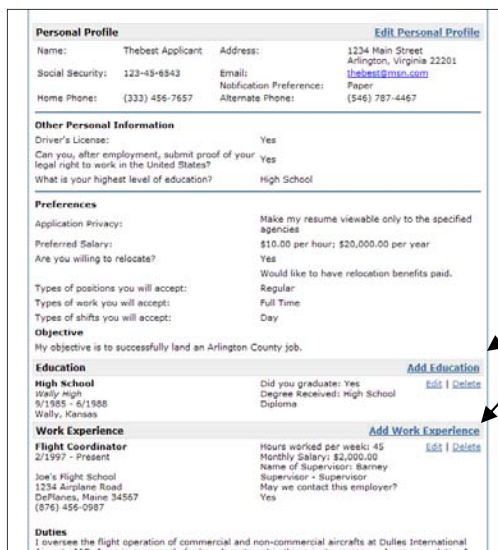 Personal Profile Edit Personal Profile
Name: Thebest Applicant Address: 1234 Main Street
Arlington, Virginia 22201
Social Security: 123-45-6543 Email: thebest@msn.com
Notification Preference: Paper
Home Phone: (333) 456-7657 Alternate Phone: (546) 787-4467
Other Personal Information
Driver's License: Yes
Can you, after employment, submit proof of your legal right to work in the United States? Yes
What is your highest level of education? High School
Preferences
Application Privacy: Make my resume viewable only to the specified agencies
Preferred Salary: $10.00 per hour; $20,000.00 per year
Are you willing to relocate? Yes
Would like to have relocation benefits paid.
Types of positions you will accept: Regular
Types of work you will accept: Full Time
Types of shifts you will accept: Day
Objective
My objective is to successfully land an Arlington County job.
Education Add Education
High School Did you graduate: Yes Edit | Delete
Wally High Degree Received: High School Diploma
9/1985 - 6/1988
Wally, Kansas
Work Experience Add Work Experience
Flight Coordinator Hours worked per week: 45 Edit | Delete
2/1997 - Present Monthly Salary: $2,000.00
Name of Supervisor: Barney
Joe's Flight School Supervisor - Supervisor
1234 Airplane Road May we contact this employer?
DePlanes, Maine 34567 Yes
(876) 456-0987
Duties
I oversee the flight operation of commercial and non-commercial aircrafts at Dulles International